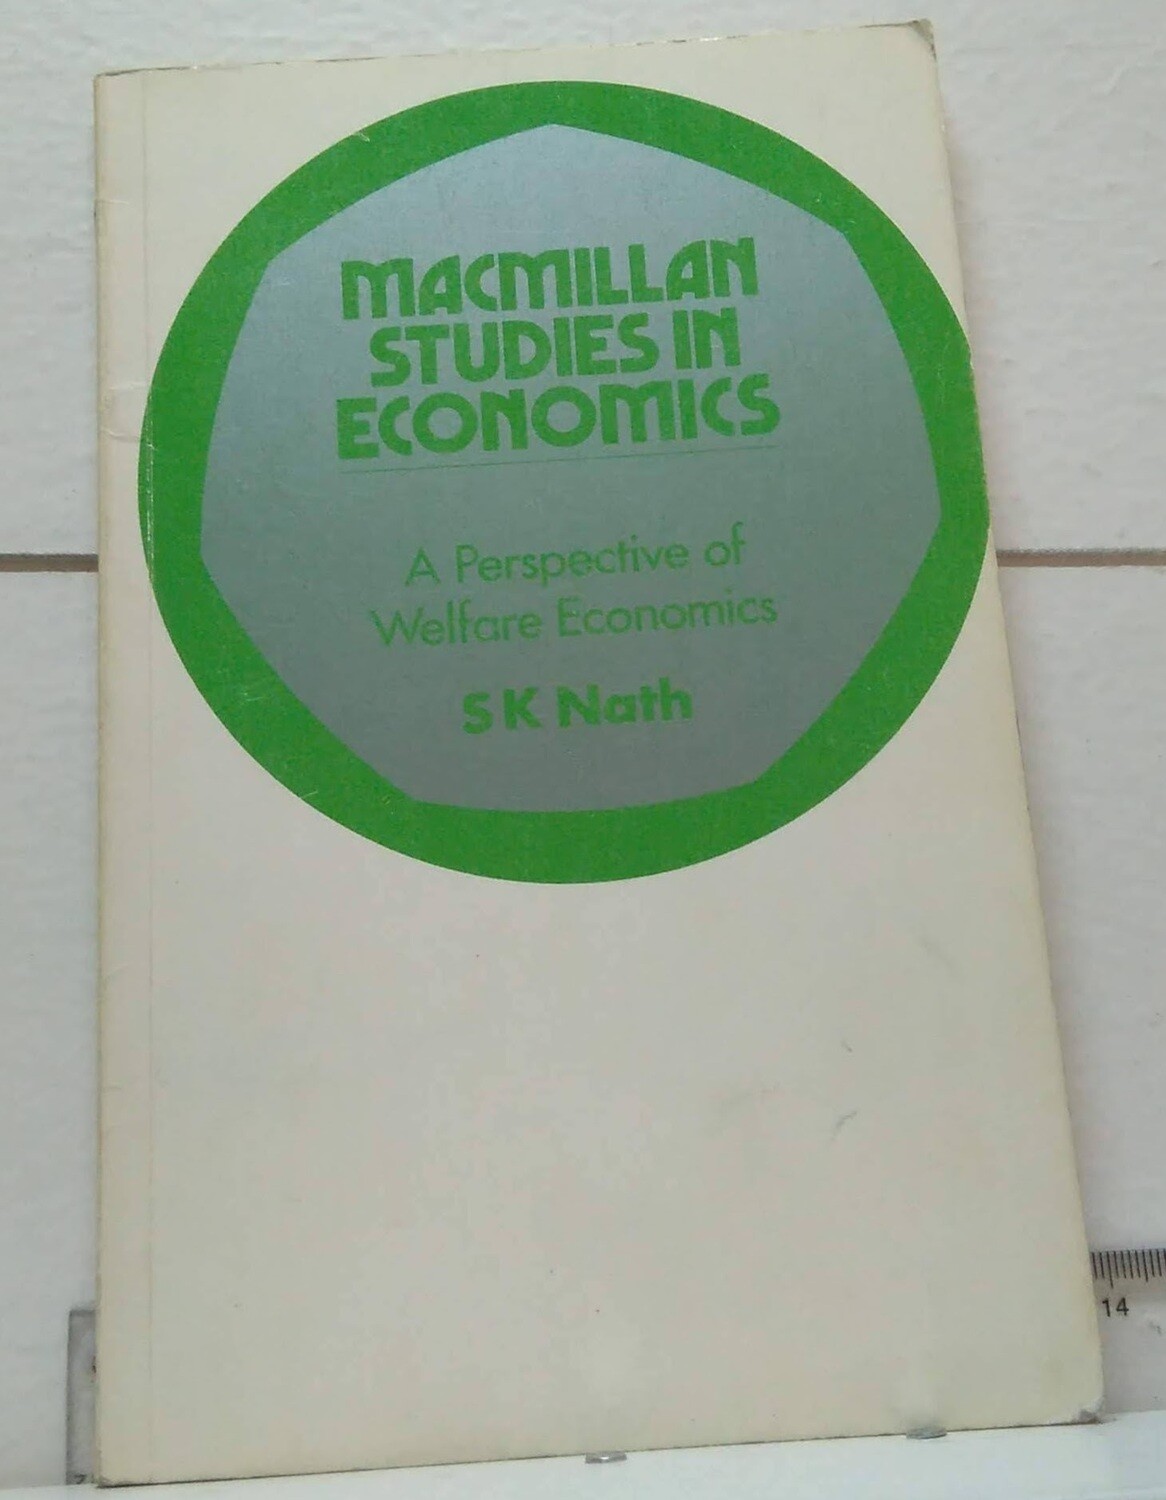 MACMILLAN
STUDIES IN
ECONOMICS
A Perspective of
Welfare Economics
S K Nath
14